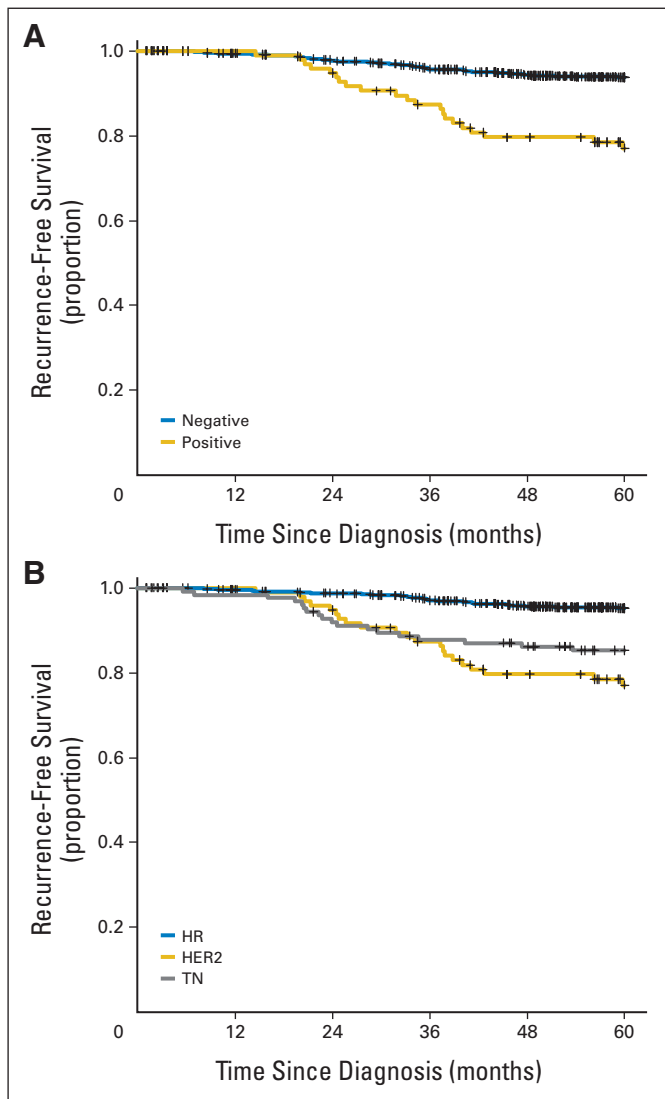 A
1.0
0.8
0.6
0.4
0.2
0
12
24
36
48
60
Recurrence-Free Survival
(proportion)
Negative
Positive
Time Since Diagnosis (months)
B
1.0
0.8
0.6
0.4
0.2
0
12
24
36
48
60
Recurrence-Free Survival
(proportion)
HR
HER2
TN
Time Since Diagnosis (months)